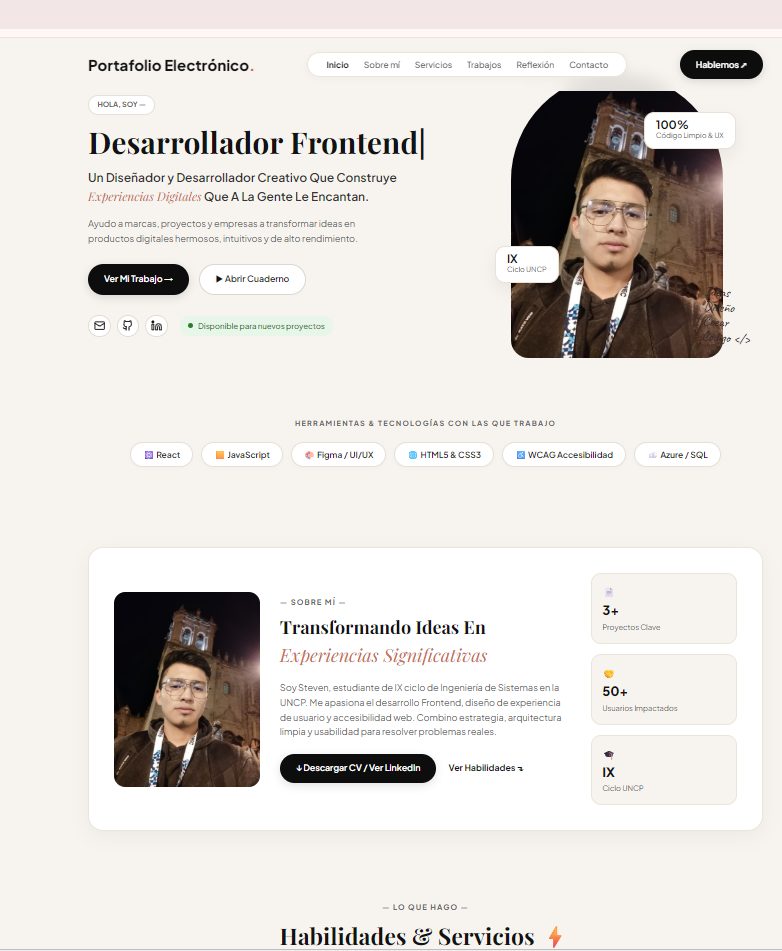 Portafolio Electrónico.
Inicio Sobre mí Servicios Trabajos Reflexión Contacto
Hablemos ↗
HOLA, SOY —
Desarrollador Frontend|
Un Diseñador y Desarrollador Creativo Que Construye
Experiencias Digitales Que A La Gente Le Encantan.
Ayudo a marcas, proyectos y empresas a transformar ideas en
productos digitales hermosos, intuitivos y de alto rendimiento.
Ver Mi Trabajo →
▶ Abrir Cuaderno
Disponible para nuevos proyectos
100%
Código Limpio & UX
IX
Ciclo UNCP
Código </>
HERRAMIENTAS & TECNOLOGÍAS CON LAS QUE TRABAJO
React
JavaScript
Figma / UI/UX
HTML5 & CSS3
WCAG Accesibilidad
Azure / SQL
— SOBRE MÍ —
Transformando Ideas En
Experiencias Significativas
Soy Steven, estudiante de IX ciclo de Ingeniería de Sistemas en la
UNCP. Me apasiona el desarrollo Frontend, diseño de experiencia
de usuario y accesibilidad web. Combino estrategia, arquitectura
limpia y usabilidad para resolver problemas reales.
↓ Descargar CV / Ver LinkedIn
Ver Habilidades ↴
3+
Proyectos Clave
50+
Usuarios Impactados
IX
Ciclo UNCP
— LO QUE HAGO —
Habilidades & Servicios